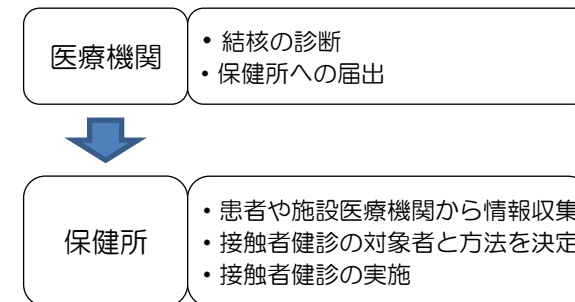 医療機関
• 結核の診断
• 保健所への届出
保健所
• 患者や施設医療機関から情報収集
• 接触者健診の対象者と方法を決定
• 接触者健診の実施